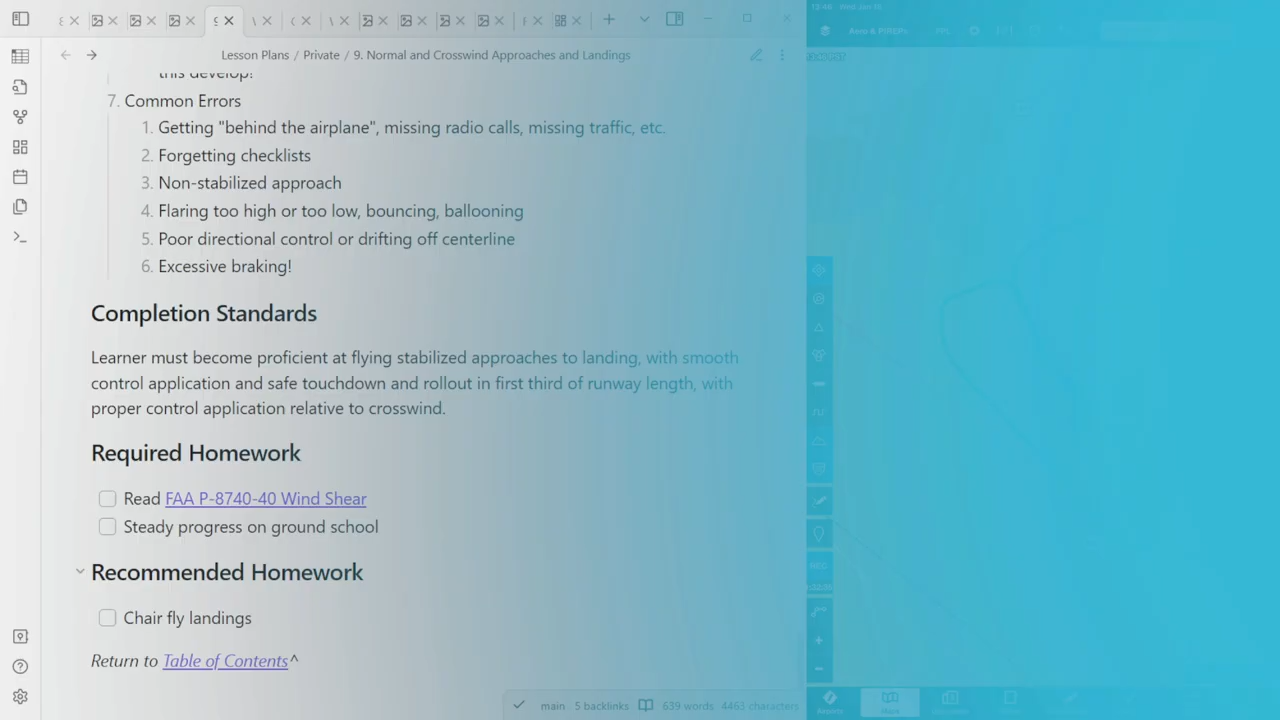 Lesson Plans / Private / 9. Normal and Crosswind Approaches and Landings
this develop!
7. Common Errors
1. Getting "behind the airplane", missing radio calls, missing traffic, etc.
2. Forgetting checklists
3. Non-stabilized approach
4. Flaring too high or too low, bouncing, ballooning
5. Poor directional control or drifting off centerline
6. Excessive braking!
Completion Standards
Learner must become proficient at flying stabilized approaches to landing, with smooth
control application and safe touchdown and rollout in first third of runway length, with
proper control application relative to crosswind.
Required Homework
Read FAA P-8740-40 Wind Shear
Steady progress on ground school
Recommended Homework
Chair fly landings
Return to Table of Contents^
main 5 backlinks 639 words 4463 characters
REC
Airports Maps